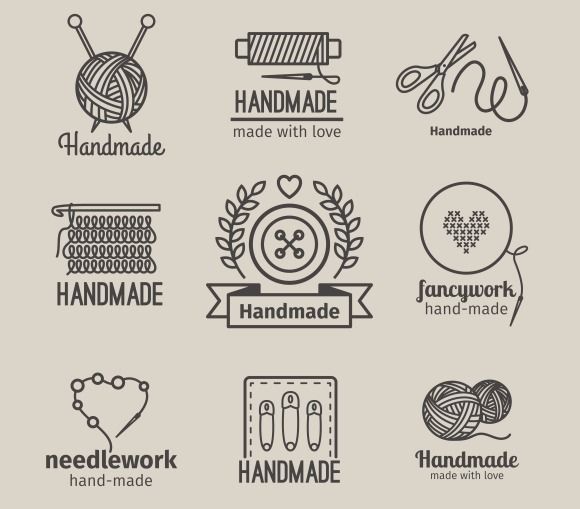 Handmade
HANDMADE
made with love
Handmade
HANDMADE
Handmade
fancywork
hand-made
needlework
hand-made
HANDMADE
Handmade
made with love